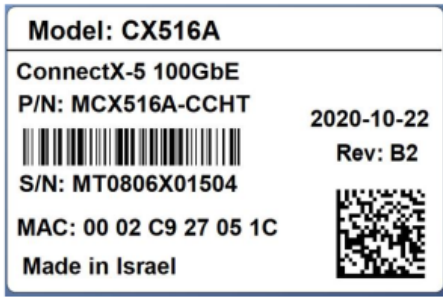 Model: CX516A
ConnectX-5 100GbE
P/N: MCX516A-CCHT
2020-10-22
Rev: B2
S/N: MT0806X01504
MAC: 00 02 C9 27 05 1C
Made in Israel